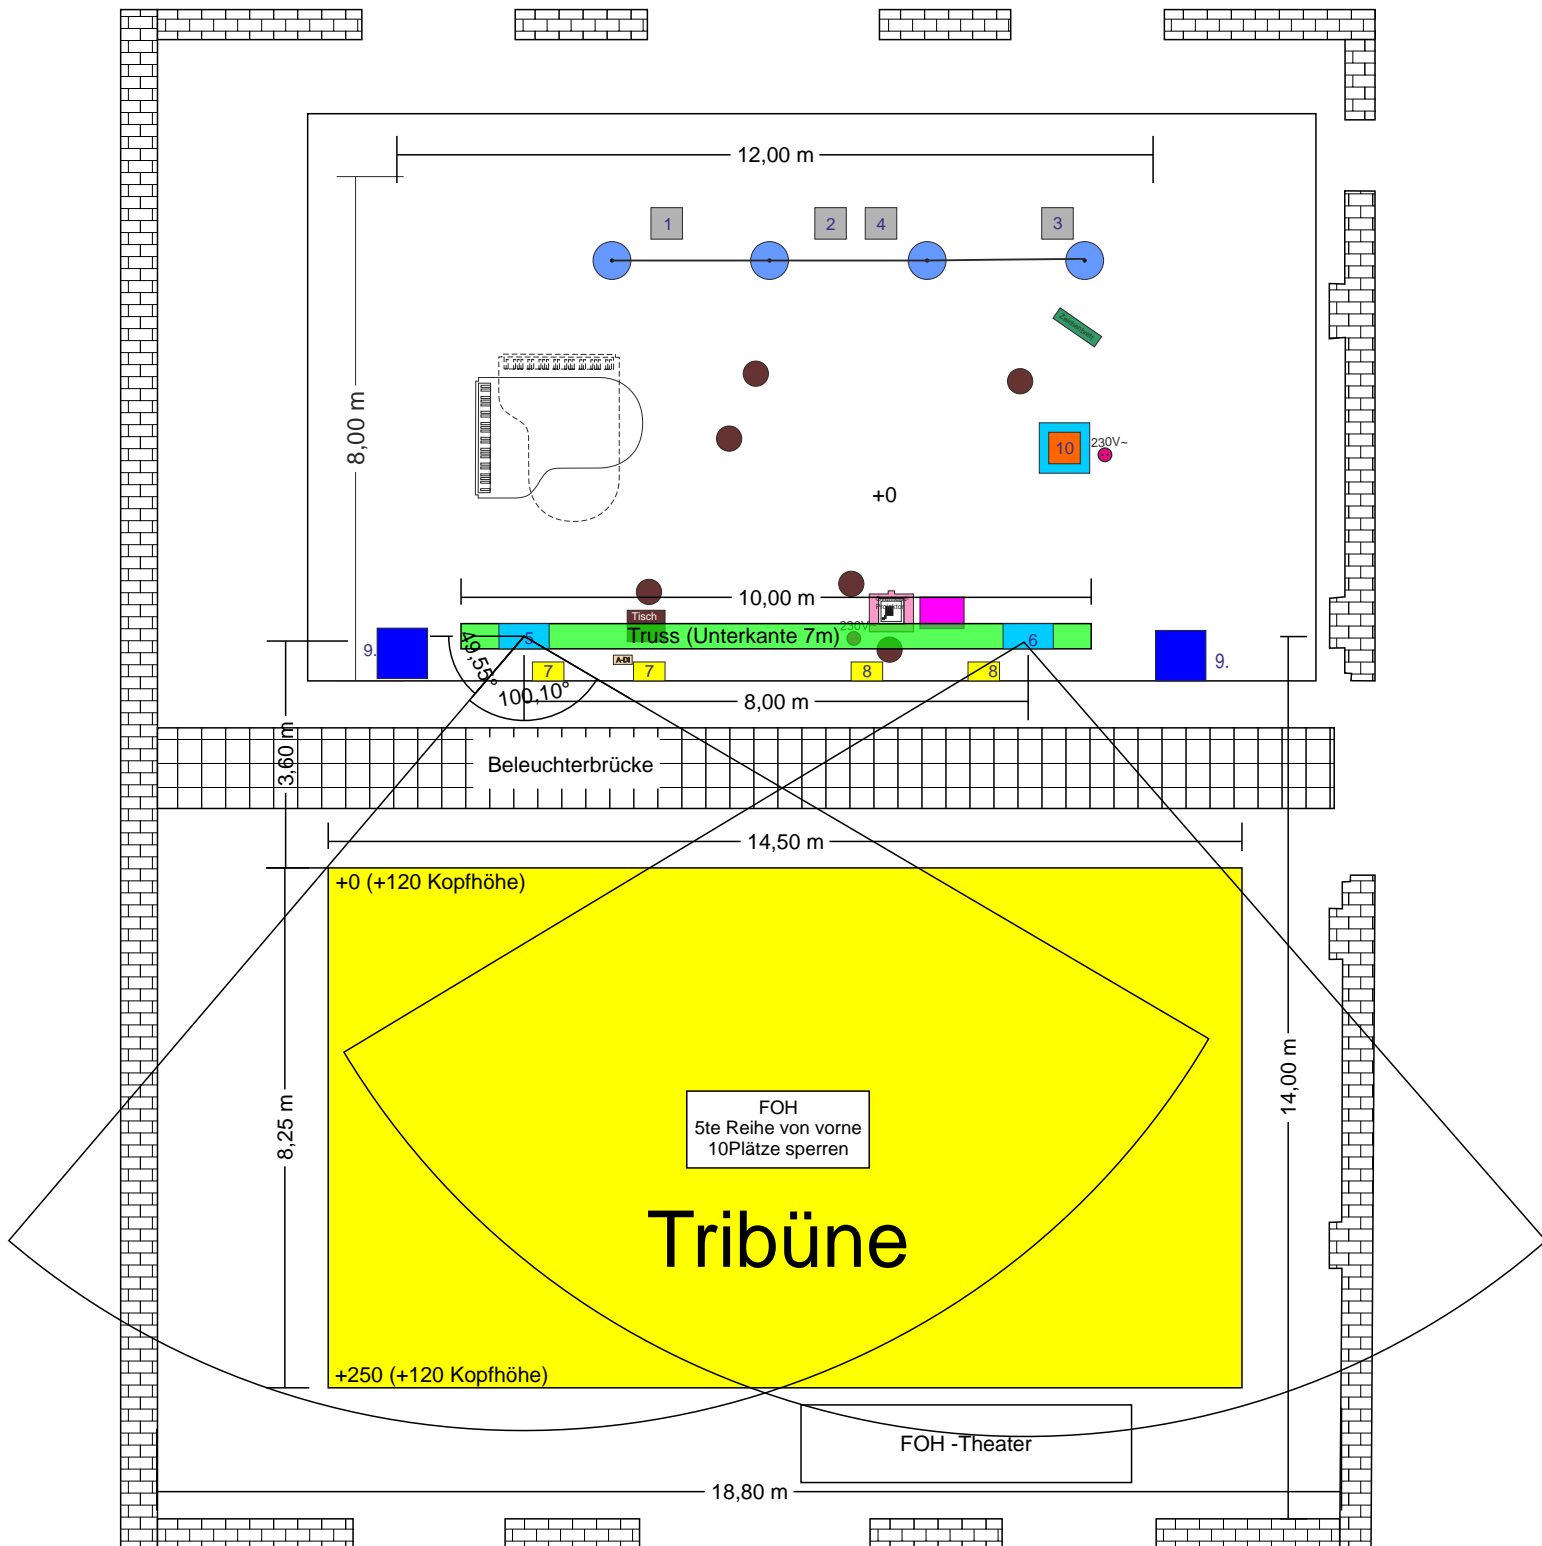 12,00 m
1
2
4
3
Zeichentisch
8,00 m
10
230V~
+0
10,00 m
Tisch
230V~
5
Truss (Unterkante 7m)
6
9.
9.
A-DI
7
7
8
8
49,55°
100,10°
8,00 m
3,60 m
Beleuchterbrücke
14,50 m
+0 (+120 Kopfhöhe)
14,00 m
8,25 m
FOH
5te Reihe von vorne
10Plätze sperren
Tribüne
+250 (+120 Kopfhöhe)
FOH -Theater
18,80 m